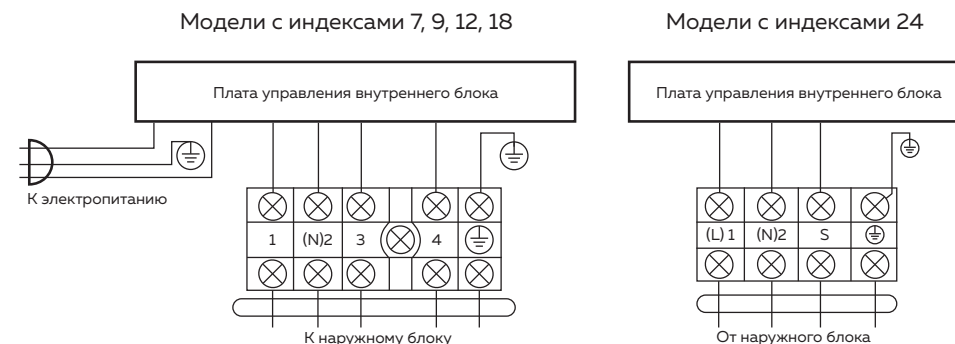 Модели с индексами 7, 9, 12, 18
Плата управления внутреннего блока
К электропитанию
1 (N)2 3 4
К наружному блоку
Модели с индексами 24
Плата управления внутреннего блока
(L) 1 (N)2 S
От наружного блока